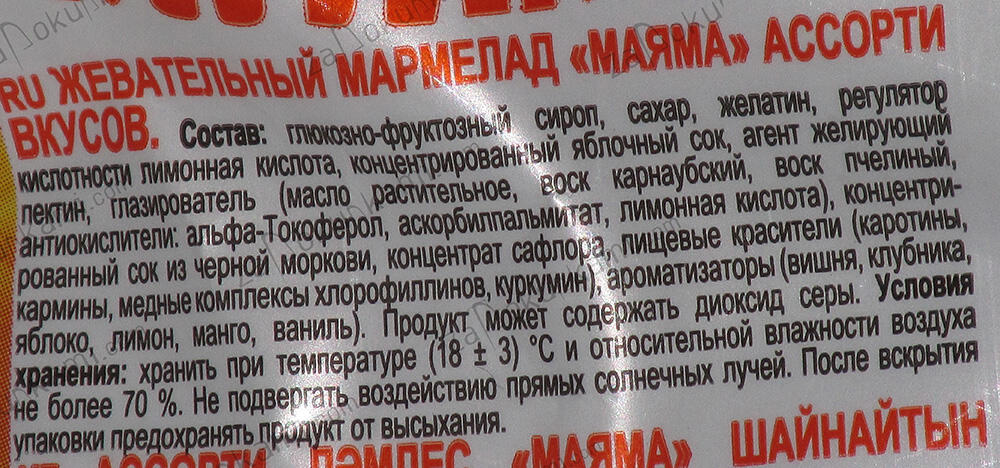 RU ЖЕВАТЕЛЬНЫЙ МАРМЕЛАД «МАЯМА» АССОРТИ
ВКУСОВ. Состав: глюкозно-фруктозный сироп, сахар, желатин, регулятор
кислотности лимонная кислота, концентрированный яблочный сок, агент желирующий
пектин, глазирователь (масло растительное, воск карнаубский, воск пчелиный,
антиокислители: альфа-Токоферол, аскорбилпальмитат, лимонная кислота), концентри-
рованный сок из черной моркови, концентрат сафлора, пищевые красители (каротины,
кармины, медные комплексы хлорофиллинов, куркумин), ароматизаторы (вишня, клубника,
яблоко, лимон, манго, ваниль). Продукт может содержать диоксид серы. Условия
хранения: хранить при температуре (18 ± 3) °С и относительной влажности воздуха
не более 70 %. Не подвергать воздействию прямых солнечных лучей. После вскрытия
упаковки предохранять продукт от высыхания.
АССОРТИ ДӘМДЕС «МАЯМА» ШАЙНАЙТЫН